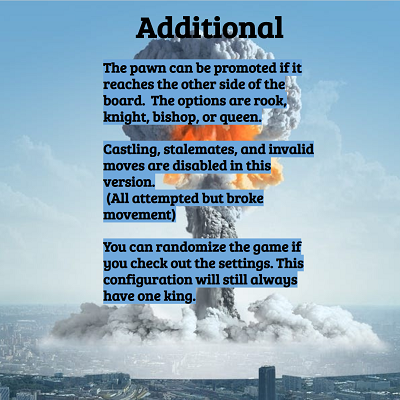 Additional
The pawn can be promoted if it
reaches the other side of the
board.  The options are rook,
knight, bishop, or queen.
Castling, stalemates, and invalid
moves are disabled in this
version.
(All attempted but broke
movement)
You can randomize the game if
you check out the settings. This
configuration will still always
have one king.